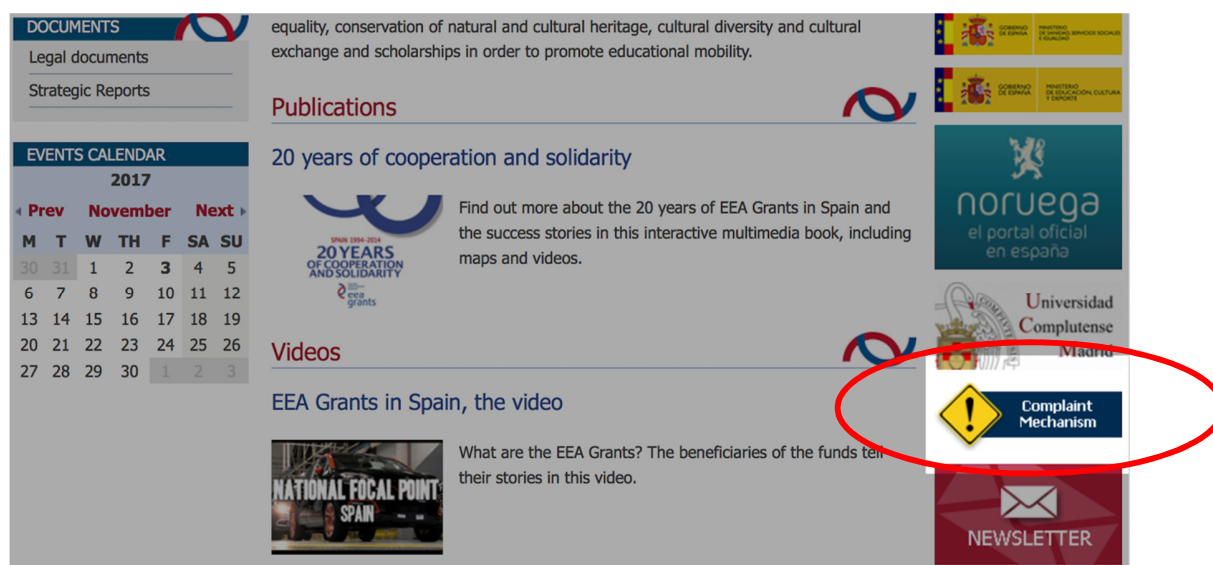 DOCUMENTS
Legal documents
Strategic Reports
EVENTS CALENDAR
2017
Prev November Next
M T W TH F SA SU
30 31 1 2 3 4 5
6 7 8 9 10 11 12
13 14 15 16 17 18 19
20 21 22 23 24 25 26
27 28 29 30 1 2 3
equality, conservation of natural and cultural heritage, cultural diversity and cultural
exchange and scholarships in order to promote educational mobility.
Publications
20 years of cooperation and solidarity
SPAIN 1994-2014
20 YEARS
OF COOPERATION
AND SOLIDARITY
eea
grants
Find out more about the 20 years of EEA Grants in Spain and
the success stories in this interactive multimedia book, including
maps and videos.
Videos
EEA Grants in Spain, the video
NATIONAL FOCAL POINT
SPAIN
What are the EEA Grants? The beneficiaries of the funds tell
their stories in this video.
GOBIERNO
DE ESPAÑA
MINISTERIO
DE SANIDAD, SERVICIOS SOCIALES
E IGUALDAD
GOBIERNO
DE ESPAÑA
MINISTERIO
DE EDUCACIÓN, CULTURA
Y DEPORTE
noruega
el portal oficial
en españa
Universidad
Complutense
Madrid
!
Complaint
Mechanism
NEWSLETTER